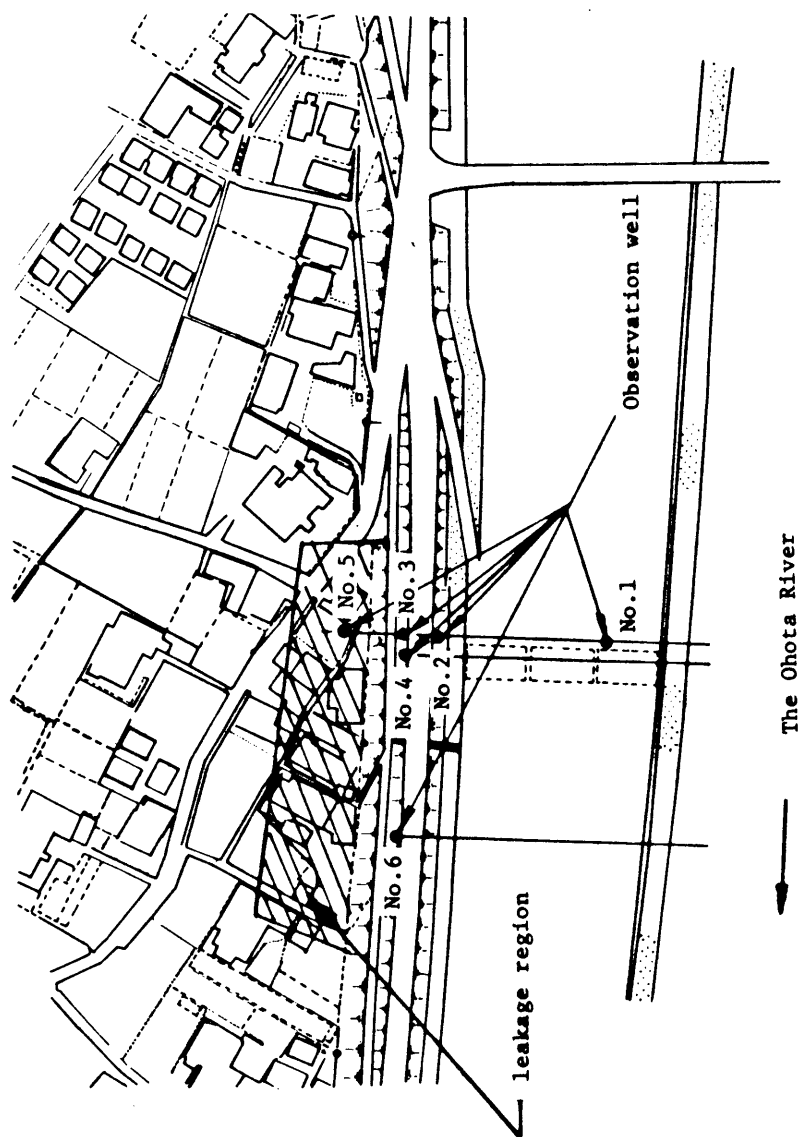 Observation well
The Ohota River
No.5
No.3
No.1
No.4
No.2
No.6
leakage region